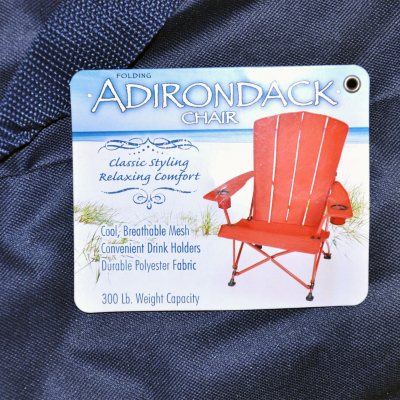 FOLDING
ADIRONDACK
CHAIR
Classic Styling
Relaxing Comfort
Cool, Breathable Mesh
Convenient Drink Holders
Durable Polyester Fabric
300 Lb. Weight Capacity